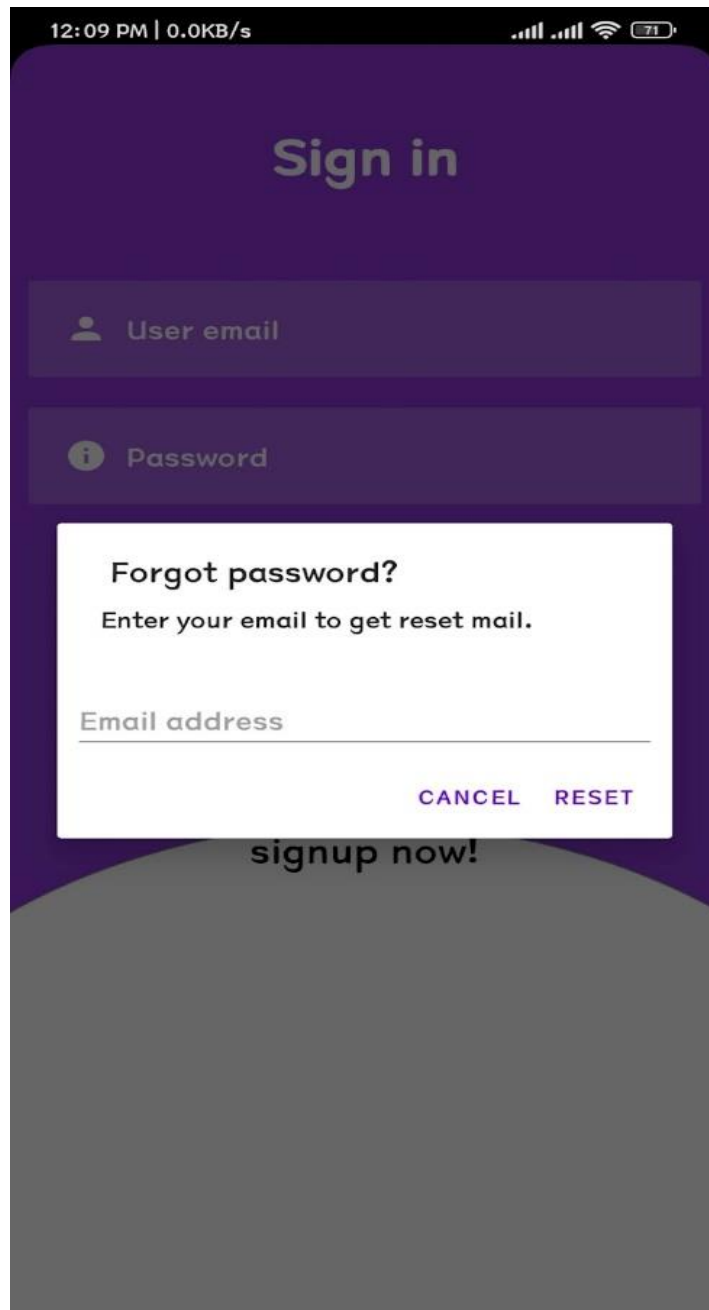 12:09 PM | 0.0KB/s 71
Sign in
User email
Password
Forgot password?
Enter your email to get reset mail.
Email address
CANCEL RESET
signup now!